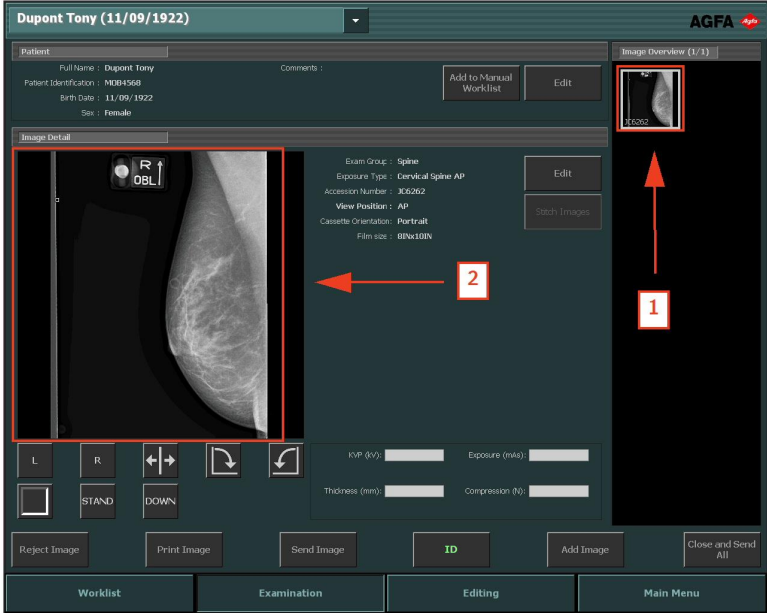 Dupont Tony (11/09/1922)
AGFA
Agfa
Patient
Full Name : Dupont Tony
Comments :
Patient Identification : MOB4568
Birth Date : 11/09/1922
Sex : Female
Add to Manual
Worklist
Edit
Image Overview (1/1)
JC6262
1
Image Detail
R
OBL
2
Exam Group : Spine
Exposure Type : Cervical Spine AP
Accession Number : JC6262
View Position : AP
Cassette Orientation: Portrait
Film size : 8INx10IN
Edit
Stitch Images
L
R
STAND
DOWN
KVP (kV):
Exposure (mAs):
Thickness (mm):
Compression (N):
Reject Image
Print Image
Send Image
ID
Add Image
Close and Send
All
Worklist
Examination
Editing
Main Menu